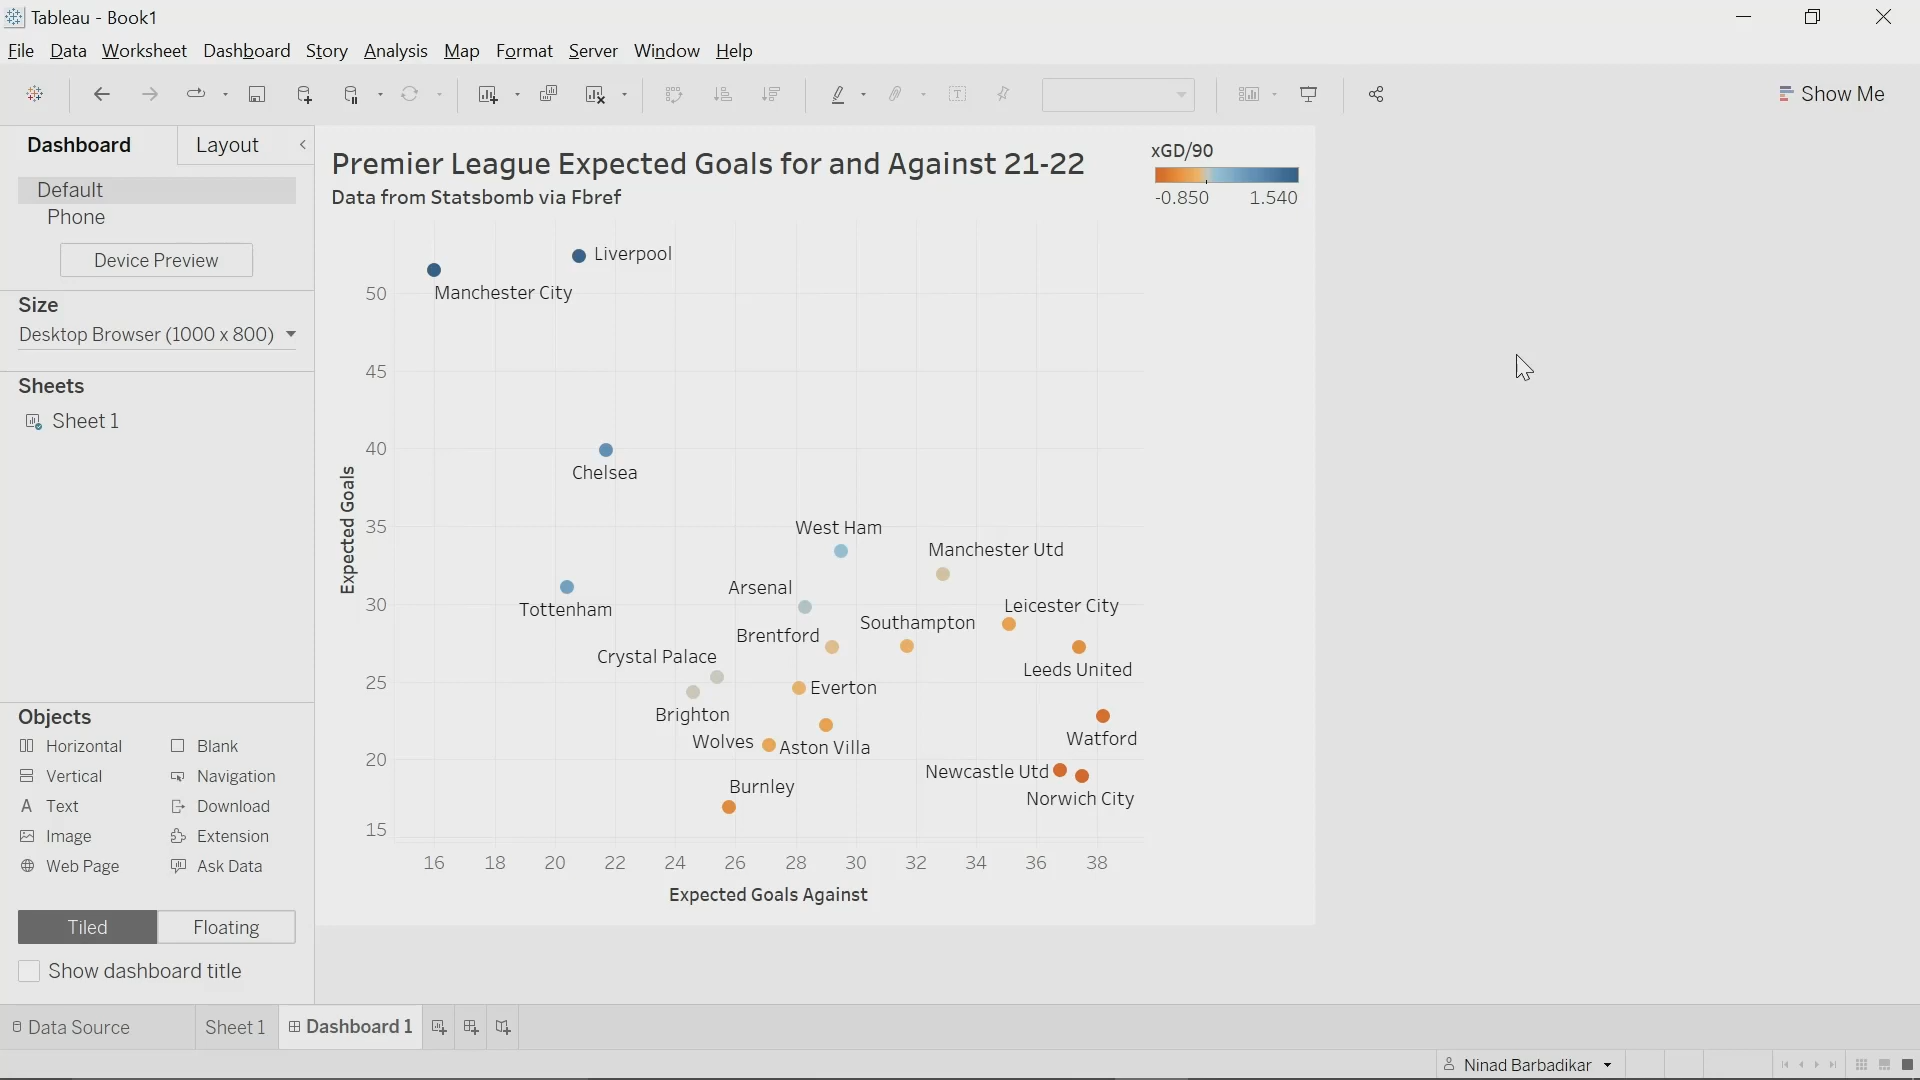 Tableau - Book1
File Data Worksheet Dashboard Story Analysis Map Format Server Window Help
Show Me
Dashboard Layout
Default
Phone
Device Preview
Size
Desktop Browser (1000 x 800)
Sheets
Sheet 1
Objects
Horizontal Blank
Vertical Navigation
Text Download
Image Extension
Web Page Ask Data
Tiled Floating
Show dashboard title
Premier League Expected Goals for and Against 21-22
Data from Statsbomb via Fbref
xGD/90
-0.850 1.540
Liverpool
Manchester City
50
45
40
Chelsea
West Ham
35
Manchester Utd
Arsenal
30
Tottenham
Leicester City
Southampton
Brentford
Crystal Palace
Leeds United
25
Everton
Brighton
Wolves
Aston Villa
Watford
20
Newcastle Utd
Burnley
Norwich City
15
Expected Goals
16 18 20 22 24 26 28 30 32 34 36 38
Expected Goals Against
Data Source Sheet 1 Dashboard 1
Ninad Barbadikar